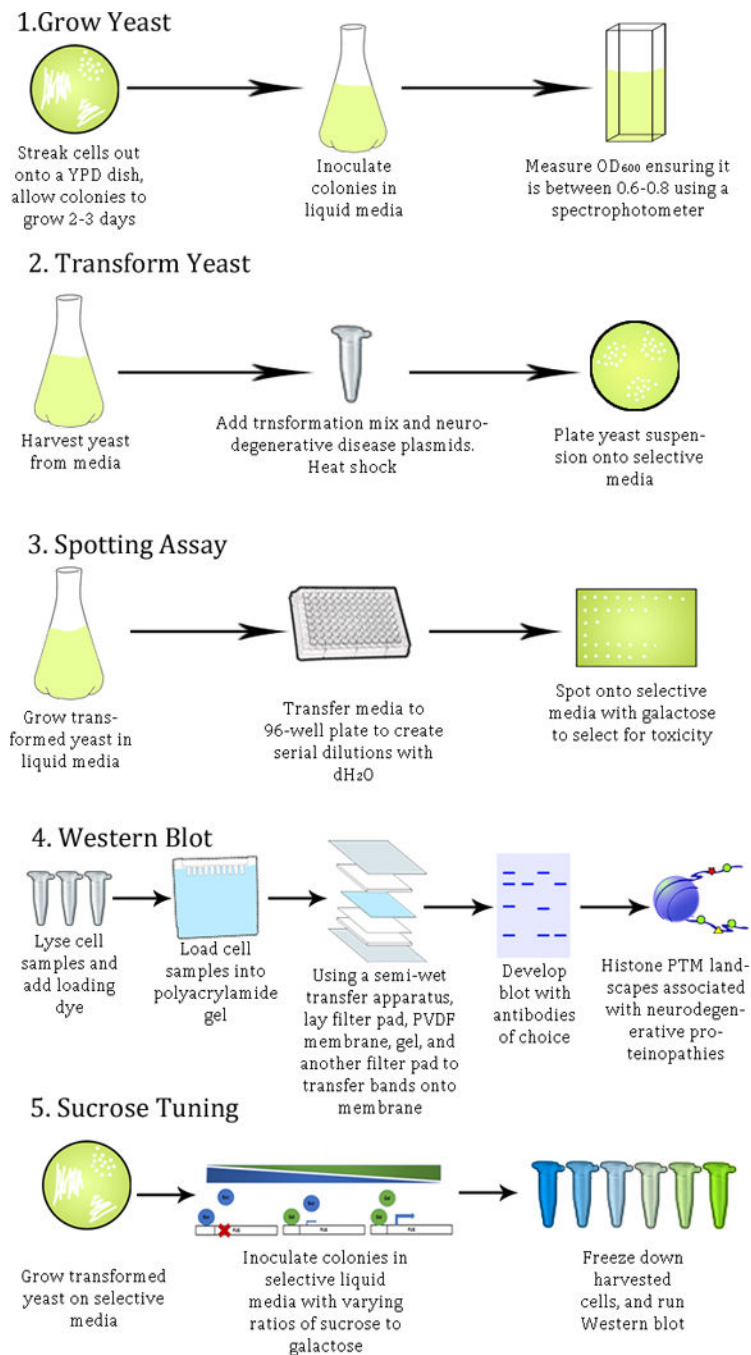 1.Grow Yeast
Streak cells out
onto a YPD dish,
allow colonies to
grow 2-3 days
Inoculate
colonies in
liquid media
Measure OD₆₀₀ ensuring it
is between 0.6-0.8 using a
spectrophotometer
2. Transform Yeast
Harvest yeast
from media
Add trnsformation mix and neuro-
degenerative disease plasmids.
Heat shock
Plate yeast suspen-
sion onto selective
media
3. Spotting Assay
Grow trans-
formed yeast in
liquid media
Transfer media to
96-well plate to create
serial dilutions with
dH₂O
Spot onto selective
media with galactose
to select for toxicity
4. Western Blot
Lyse cell
samples and
add loading
dye
Load cell
samples into
polyacrylamide
gel
Using a semi-wet
transfer apparatus,
lay filter pad, PVDF
membrane, gel, and
another filter pad to
transfer bands onto
membrane
Develop
blot with
antibodies
of choice
Histone PTM land-
scapes associated
with neurodegen-
erative pro-
teinopathies
5. Sucrose Tuning
Grow transformed
yeast on selective
media
Inoculate colonies in
selective liquid
media with varying
ratios of sucrose to
galactose
Freeze down
harvested
cells, and run
Western blot